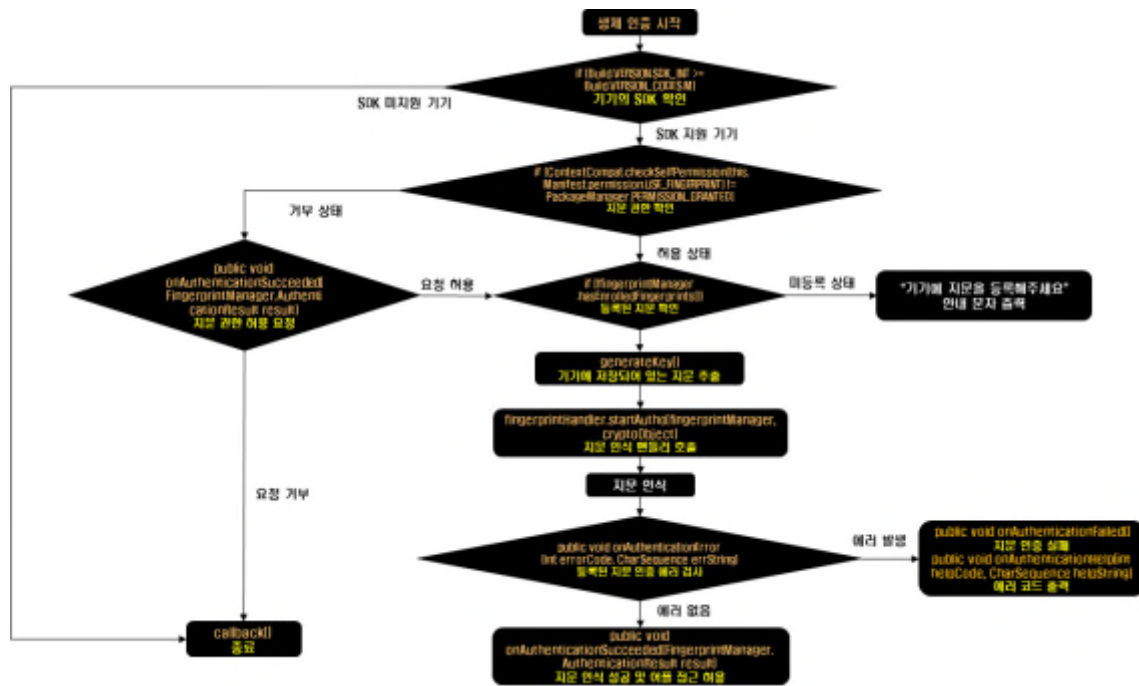 생체 인증 시작
if (Build.VERSION.SDK_INT >=
Build.VERSION_CODES.M)
기기의 SDK 확인
SDK 미지원 기기
SDK 지원 기기
if (ContextCompat.checkSelfPermission(this,
Manifest.permission.USE_FINGERPRINT) !=
PackageManager.PERMISSION_GRANTED)
지문 권한 확인
거부 상태
허용 상태
public void
onAuthenticationSucceeded(
FingerprintManager.Authenti
cationResult result)
지문 권한 허용 요청
요청 허용
if (!fingerprintManager
.hasEnrolledFingerprints())
등록된 지문 확인
미등록 상태
"기기에 지문을 등록해주세요"
안내 문자 출력
generateKey()
기기에 저장되어 있는 지문 추출
fingerprintHandler.startAutho(fingerprintManager,
cryptoObject)
지문 인식 핸들러 호출
지문 인식
요청 거부
public void onAuthenticationError
(int errorCode, CharSequence errString)
등록된 지문 인증 에러 검사
에러 발생
public void onAuthenticationFailed()
지문 인증 실패
public void onAuthenticationHelp(int
helpCode, CharSequence helpString)
에러 코드 출력
에러 없음
callback()
종료
public void
onAuthenticationSucceeded(FingerprintManager,
AuthenticationResult result)
지문 인식 성공 및 어플 접근 허용